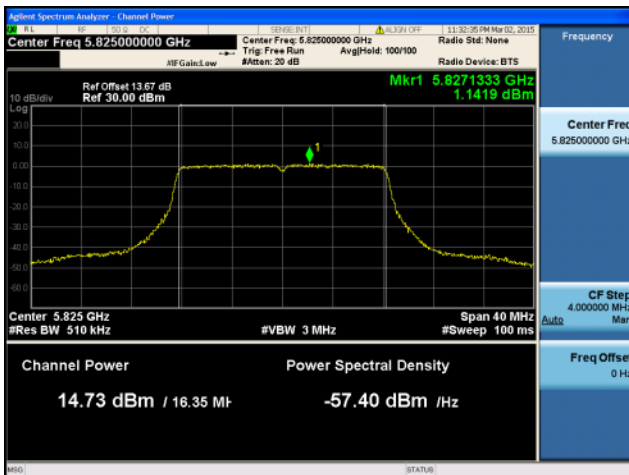 Agilent Spectrum Analyzer - Channel Power
RL RF 50 Ω DC SENSE:INT ALIGN OFF 11:32:35 PM Mar 02, 2015
Center Freq 5.825000000 GHz Center Freq: 5.825000000 GHz Radio Std: None Frequency
Trig: Free Run Avg|Hold: 100/100
#IFGain:Low #Atten: 20 dB Radio Device: BTS
Mkr1 5.8271333 GHz
1.1419 dBm
Ref Offset 13.67 dB
10 dB/div Ref 30.00 dBm
Log
20.0
10.0
1
0.00
-10.0
-20.0
-30.0
-40.0
-50.0
-60.0
Center Freq
5.825000000 GHz
Center 5.825 GHz Span 40 MHz
#Res BW 510 kHz #VBW 3 MHz #Sweep 100 ms
CF Step
4.000000 MHz
Auto Man
Channel Power Power Spectral Density
14.73 dBm / 16.35 MH -57.40 dBm /Hz
Freq Offset
0 Hz
MSG STATUS